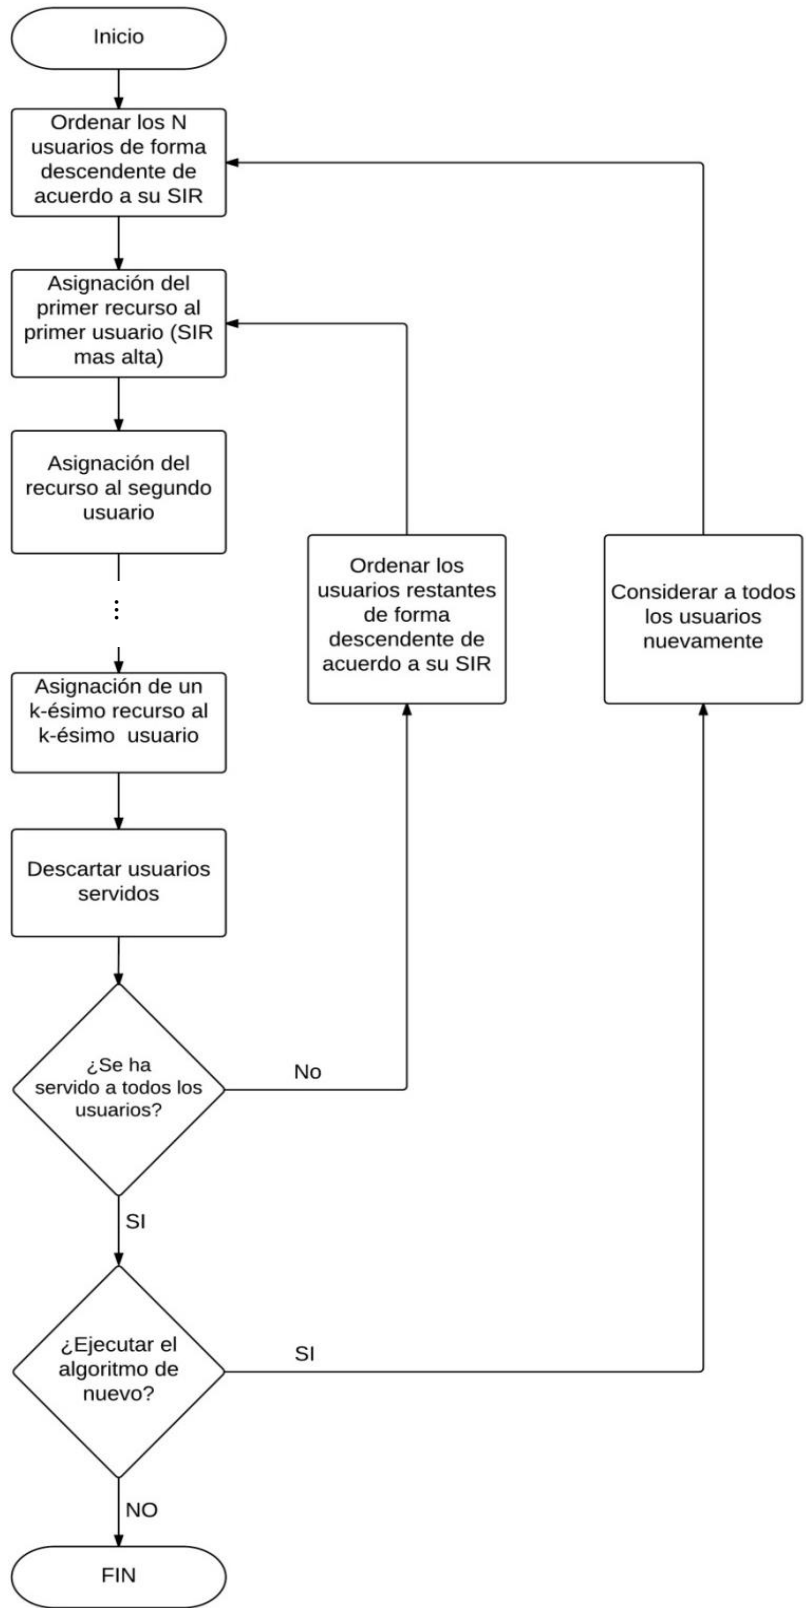 Inicio
Ordenar los N
usuarios de forma
descendente de
acuerdo a su SIR
Asignación del
primer recurso al
primer usuario (SIR
mas alta)
Asignación del
recurso al segundo
usuario
...
Ordenar los
usuarios restantes
de forma
descendente de
acuerdo a su SIR
Considerar a todos
los usuarios
nuevamente
Asignación de un
k-ésimo recurso al
k-ésimo usuario
Descartar usuarios
servidos
¿Se ha
servido a todos los
usuarios?
No
SI
¿Ejecutar el
algoritmo de
nuevo?
SI
NO
FIN